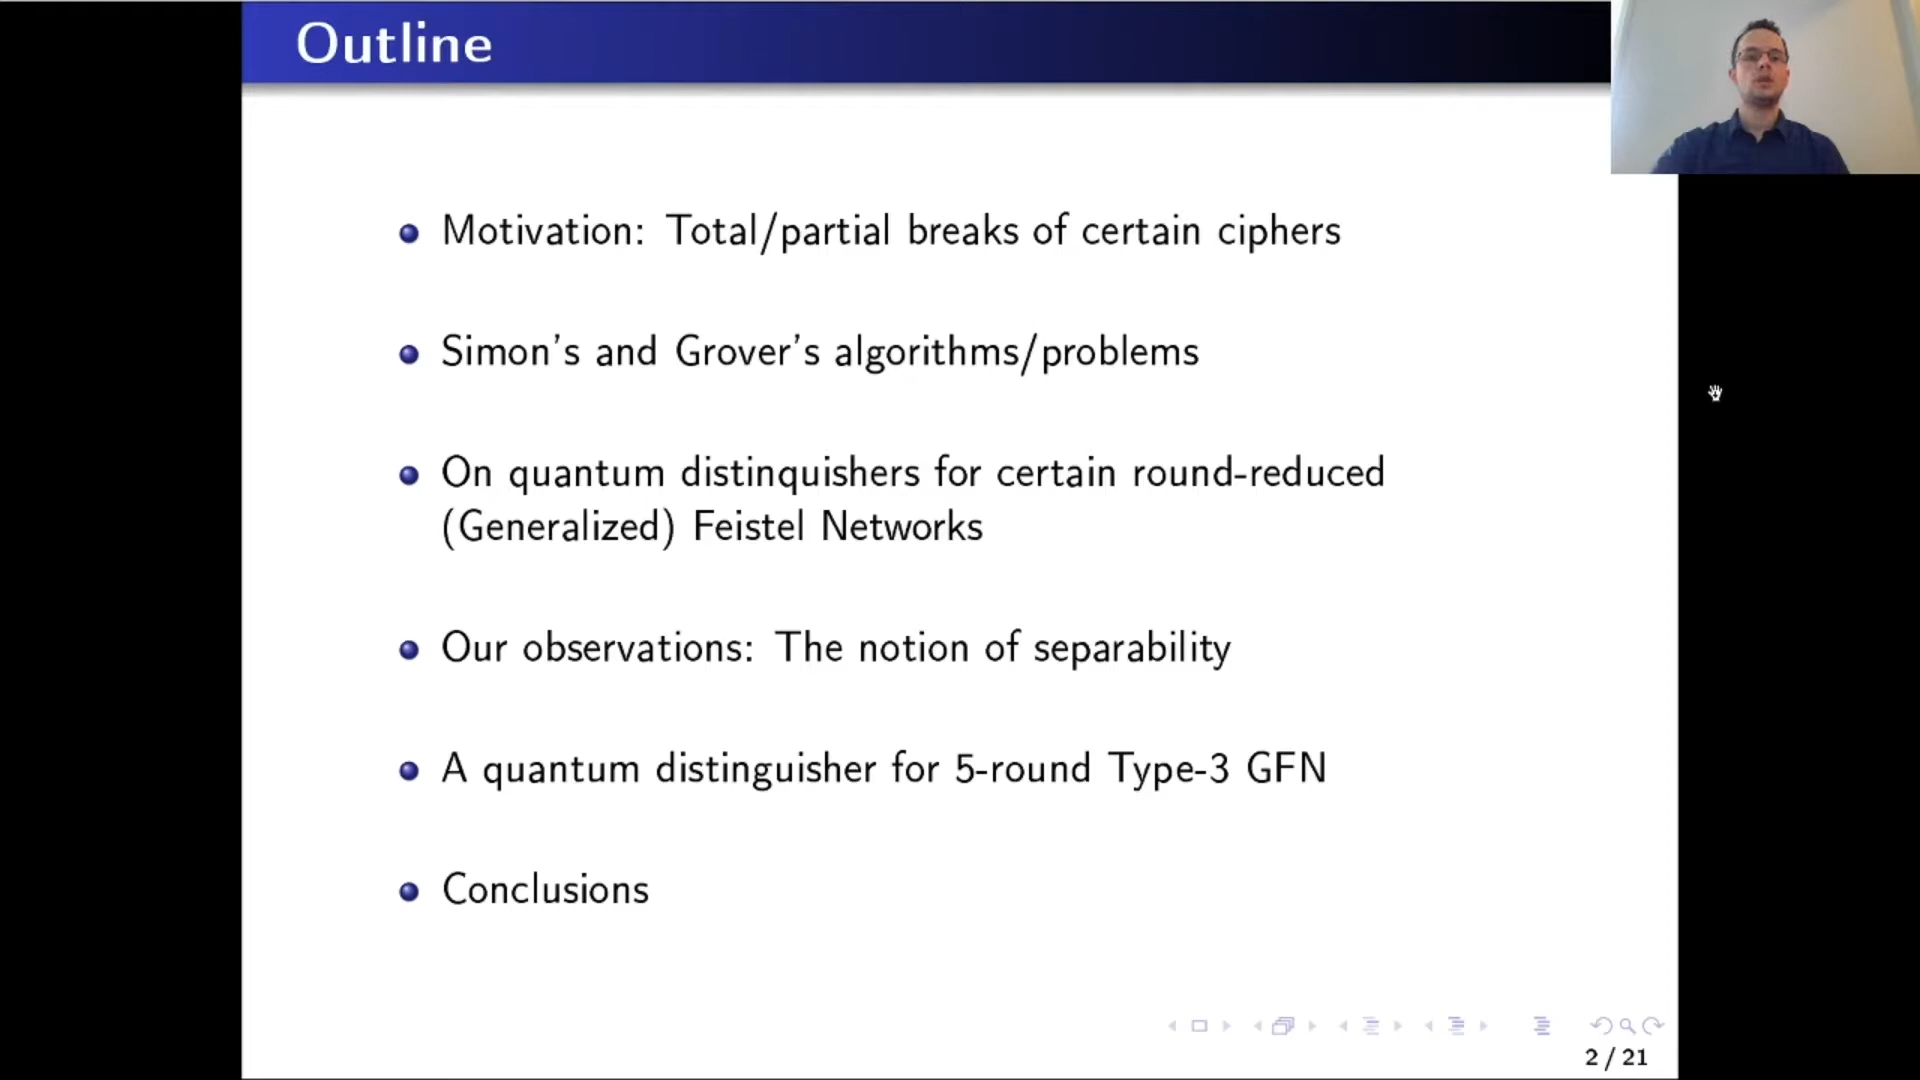 Outline
Motivation: Total/partial breaks of certain ciphers
Simon's and Grover's algorithms/problems
On quantum distinquishers for certain round-reduced
(Generalized) Feistel Networks
Our observations: The notion of separability
A quantum distinguisher for 5-round Type-3 GFN
Conclusions
2 / 21